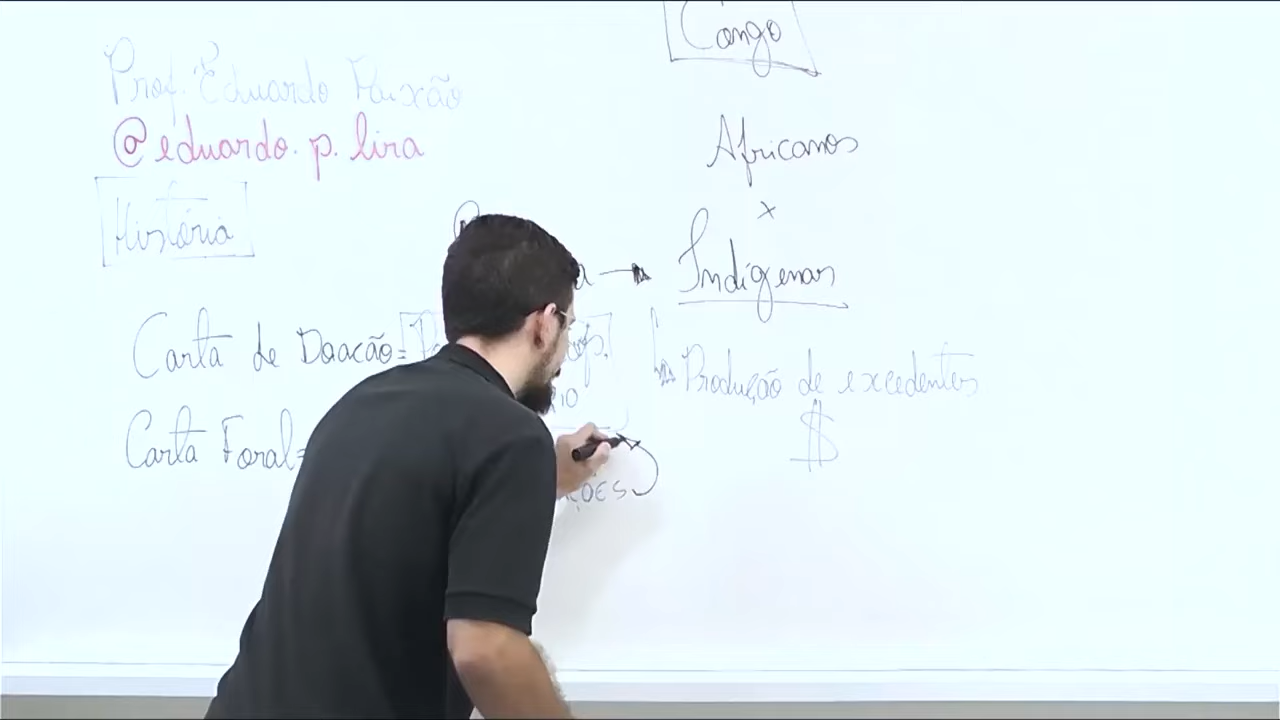 Prof. Eduardo Paixão
@eduardo.p.lira
História
Carta de Doação=
Carta Foral=
Congo
Africanos
x
Indígenas
Produção de excedentes
$